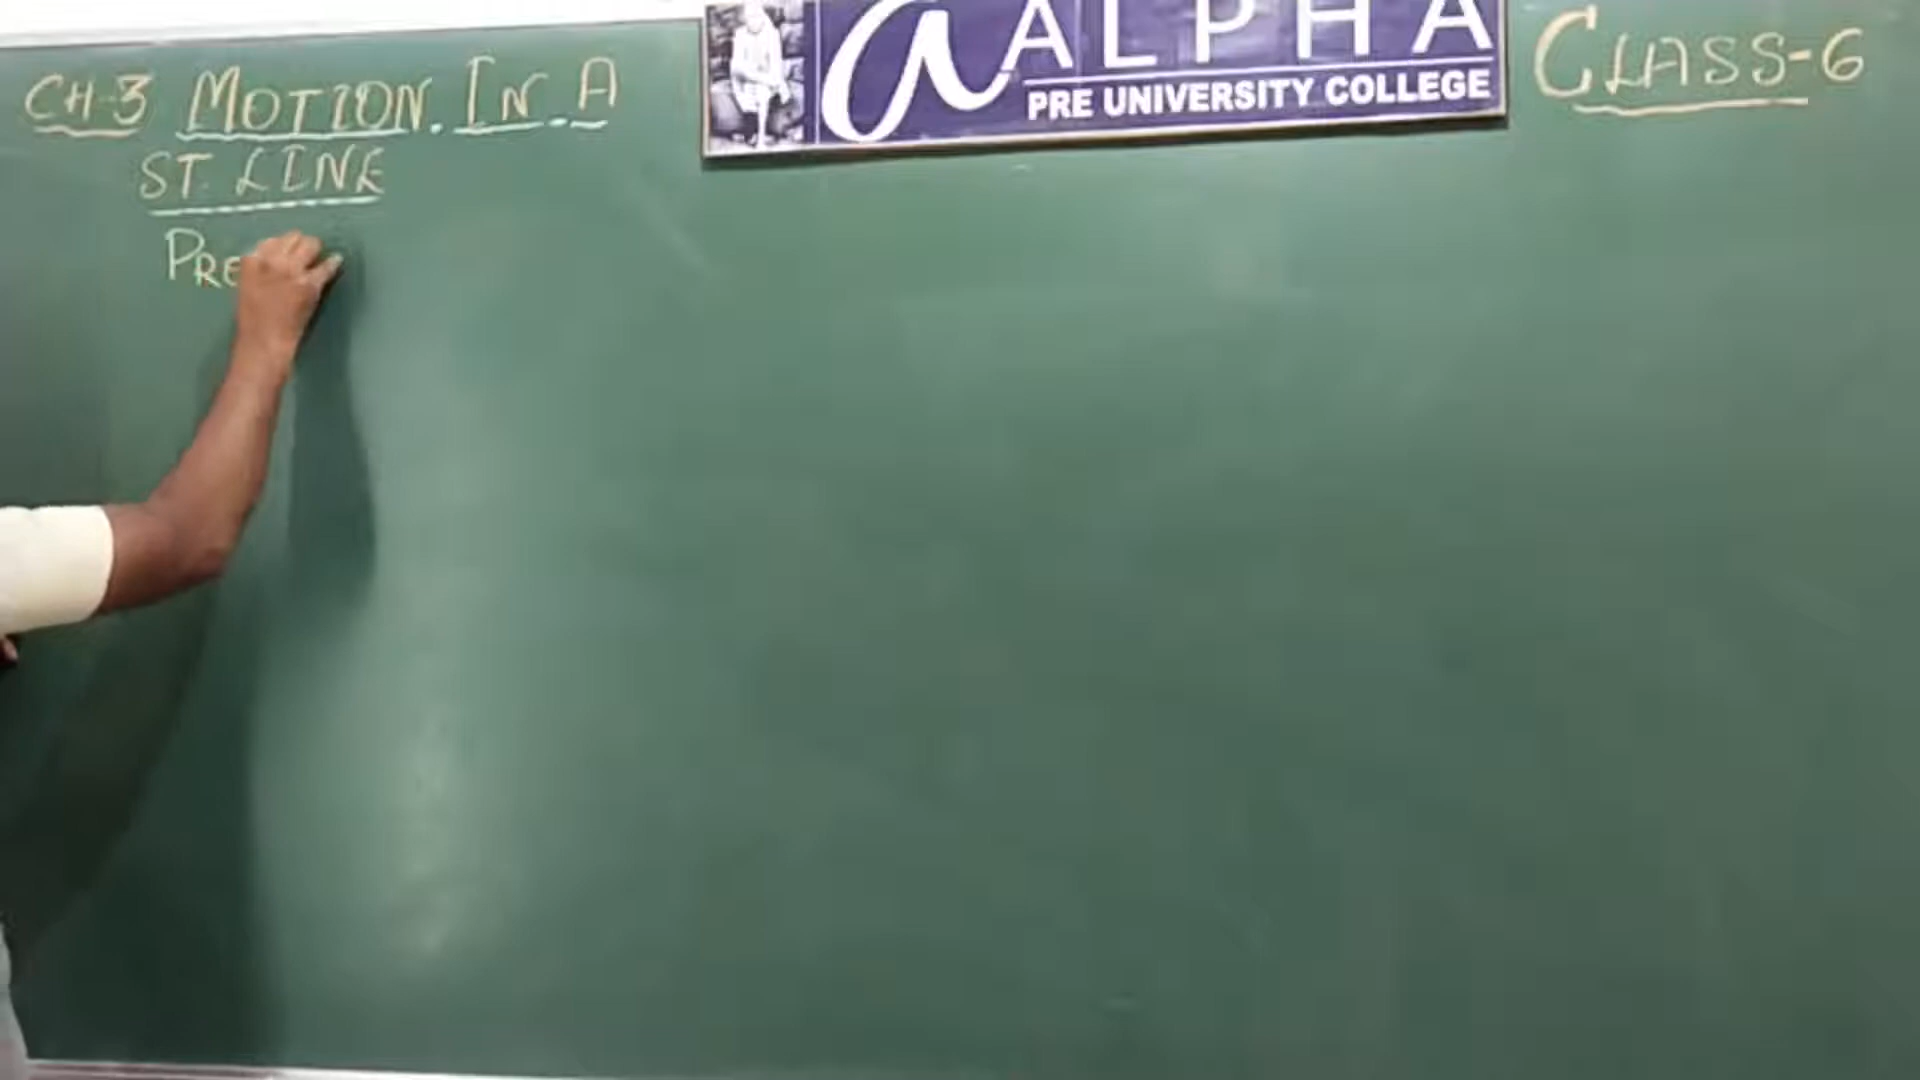 CH-3 MOTION IN A
ST. LINE
PRE
a ALPHA
PRE UNIVERSITY COLLEGE
CLASS-6